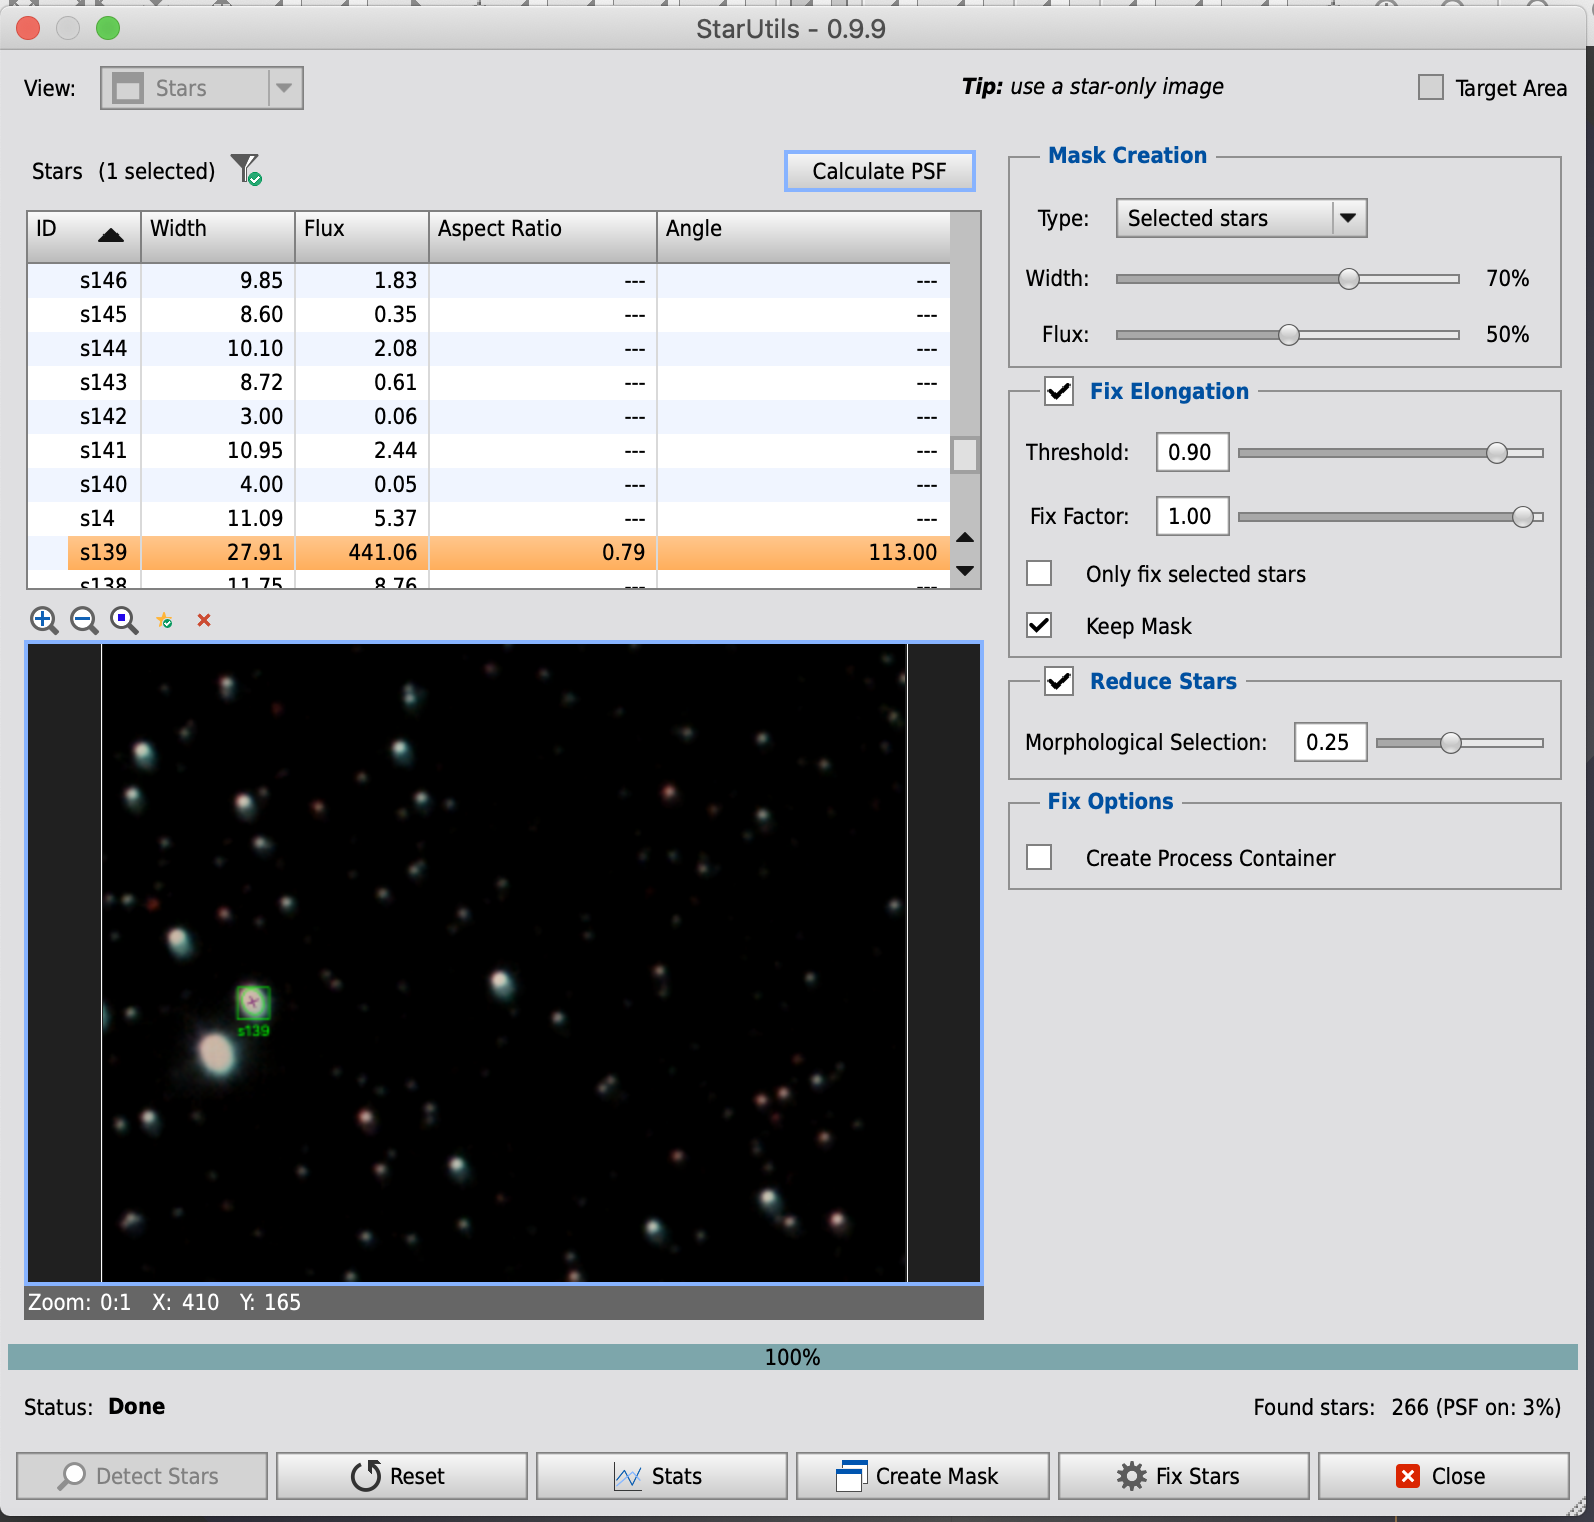 StarUtils - 0.9.9
View: Stars Tip: use a star-only image Target Area
Stars (1 selected) Calculate PSF
ID Width Flux Aspect Ratio Angle
s146 9.85 1.83 --- ---
s145 8.60 0.35 --- ---
s144 10.10 2.08 --- ---
s143 8.72 0.61 --- ---
s142 3.00 0.06 --- ---
s141 10.95 2.44 --- ---
s140 4.00 0.05 --- ---
s14 11.09 5.37 --- ---
s139 27.91 441.06 0.79 113.00
s138 11.75 8.76 --- ---
s139
Zoom: 0:1 X: 410 Y: 165
Mask Creation
Type: Selected stars
Width: 70%
Flux: 50%
Fix Elongation
Threshold: 0.90
Fix Factor: 1.00
Only fix selected stars
Keep Mask
Reduce Stars
Morphological Selection: 0.25
Fix Options
Create Process Container
100%
Status: Done Found stars: 266 (PSF on: 3%)
Detect Stars Reset Stats Create Mask Fix Stars Close